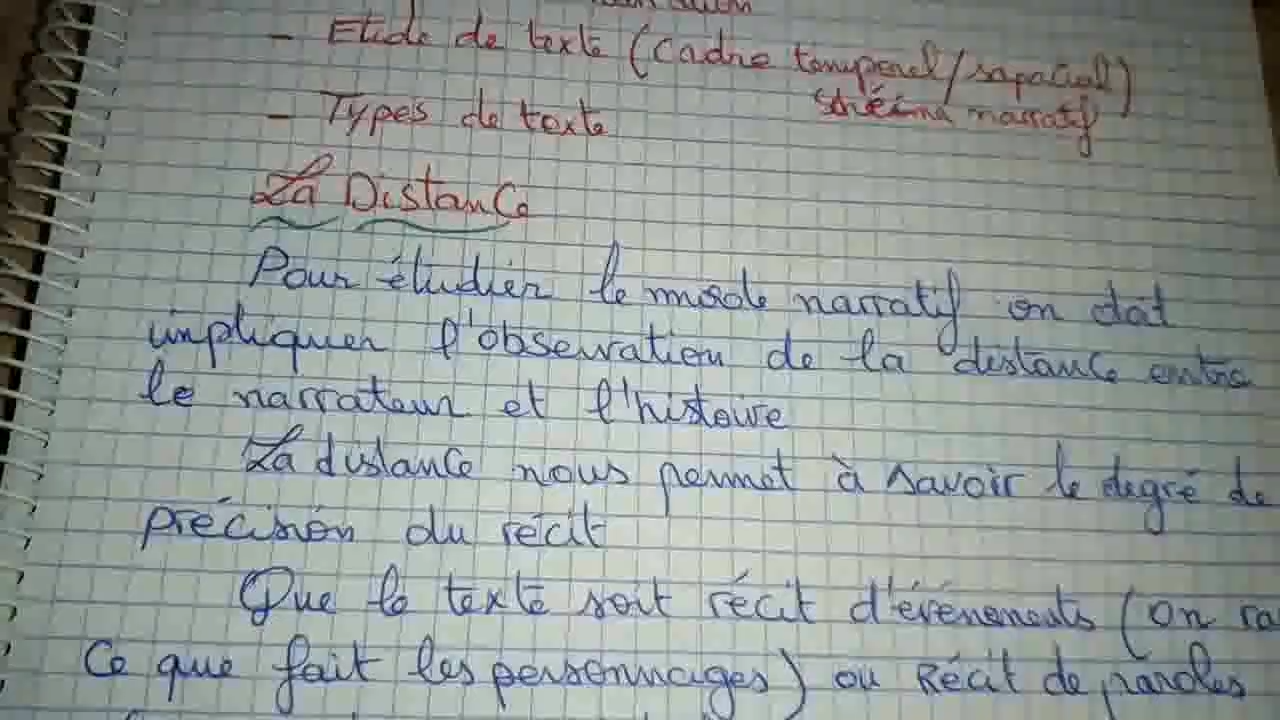 - Etude de texte (Cadre temporel/sapacial)
schéma narratif
- Types de texte
La Distance
Pour étudier le mode narratif on doit
impliquer l'observation de la distance entre
le narrateur et l'histoire
La distance nous permet à savoir le degré de
précision du récit
Que le texte soit récit d'événements (on ra
Ce que fait les personnages) ou Récit de paroles